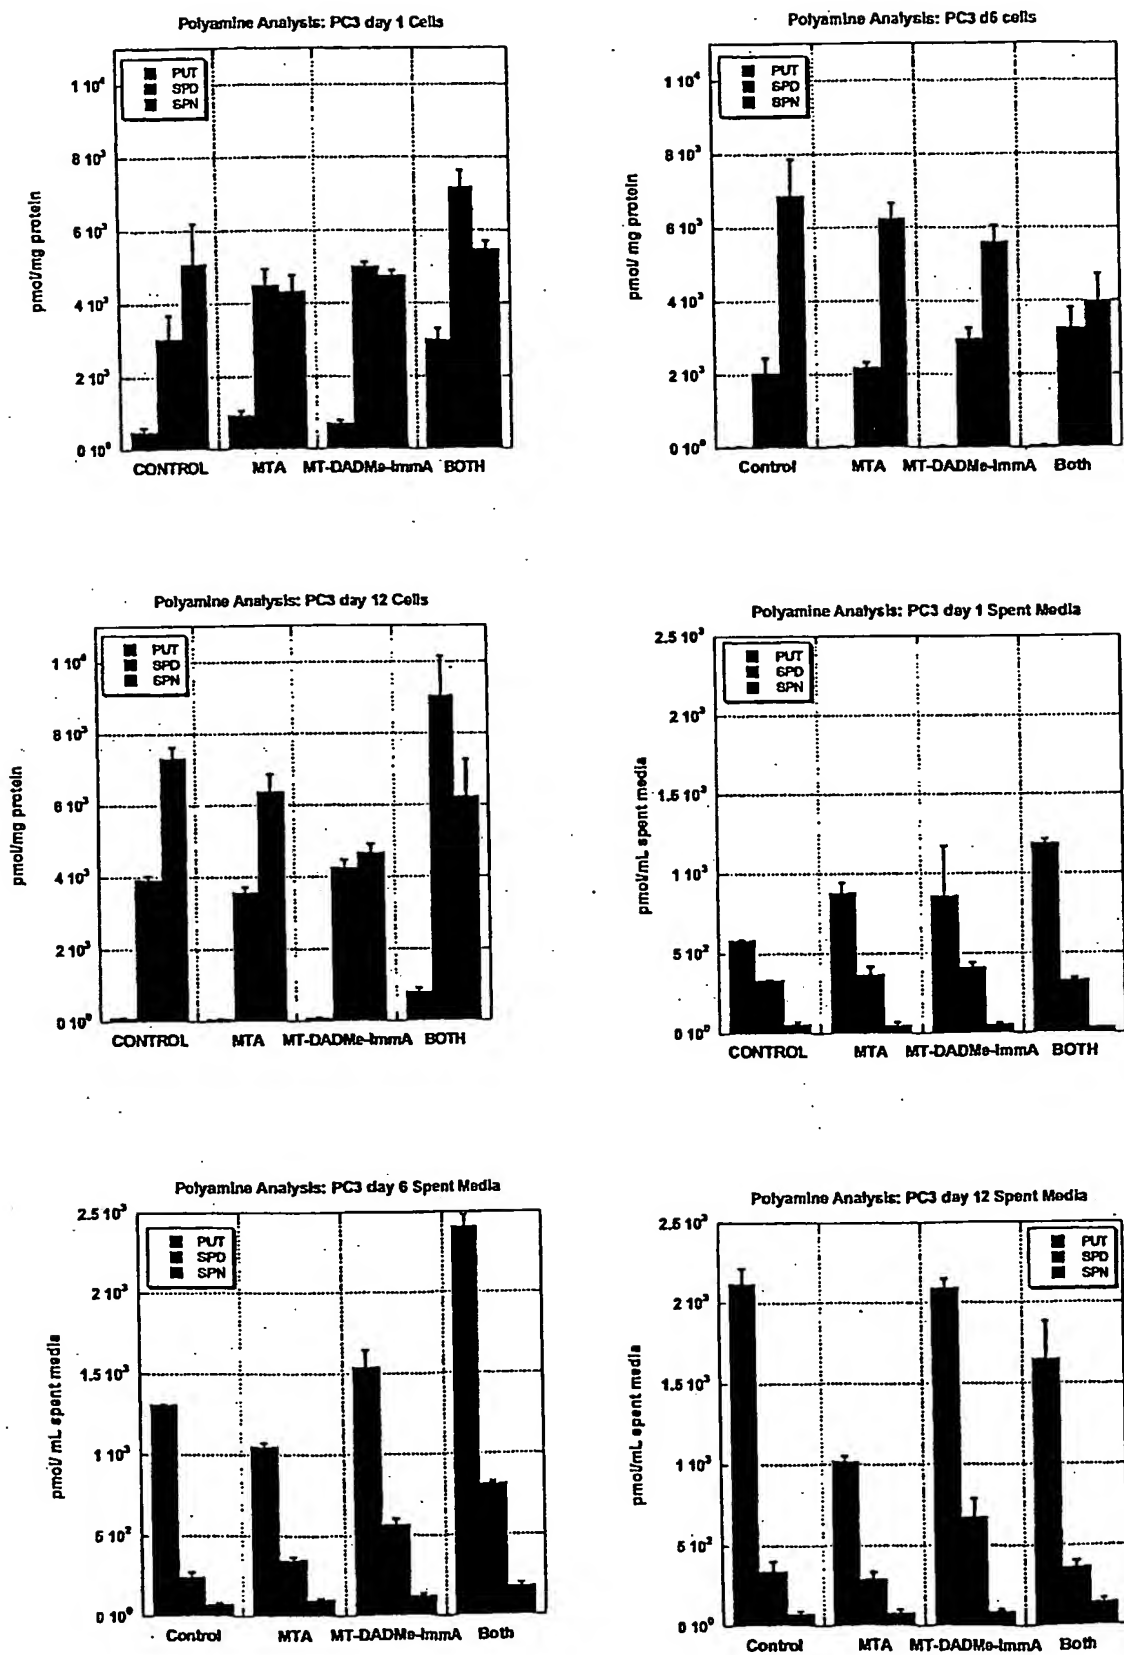 Polyamine Analysis: PC3 day 1 Cells
PUT
SPD
SPN
1 10⁴
8 10³
6 10³
4 10³
2 10³
0 10⁰
pmol/mg protein
CONTROL MTA MT-DADMe-ImmA BOTH
Polyamine Analysis: PC3 d6 cells
PUT
SPD
SPN
1 10⁴
8 10³
6 10³
4 10³
2 10³
0 10⁰
pmol/ mg protein
Control MTA MT-DADMe-ImmA Both
Polyamine Analysis: PC3 day 12 Cells
PUT
SPD
SPN
1 10⁴
8 10³
6 10³
4 10³
2 10³
0 10⁰
pmol/mg protein
CONTROL MTA MT-DADMe-ImmA BOTH
Polyamine Analysis: PC3 day 1 Spent Media
PUT
SPD
SPN
2.5 10³
2 10³
1.5 10³
1 10³
5 10²
0 10⁰
pmol/mL spent media
CONTROL MTA MT-DADMe-ImmA BOTH
Polyamine Analysis: PC3 day 6 Spent Media
PUT
SPD
SPN
2.5 10³
2 10³
1.5 10³
1 10³
5 10²
0 10⁰
pmol/ mL spent media
Control MTA MT-DADMe-ImmA Both
Polyamine Analysis: PC3 day 12 Spent Media
PUT
SPD
SPN
2.5 10³
2 10³
1.5 10³
1 10³
5 10²
0 10⁰
pmol/mL spent media
Control MTA MT-DADMe-ImmA Both